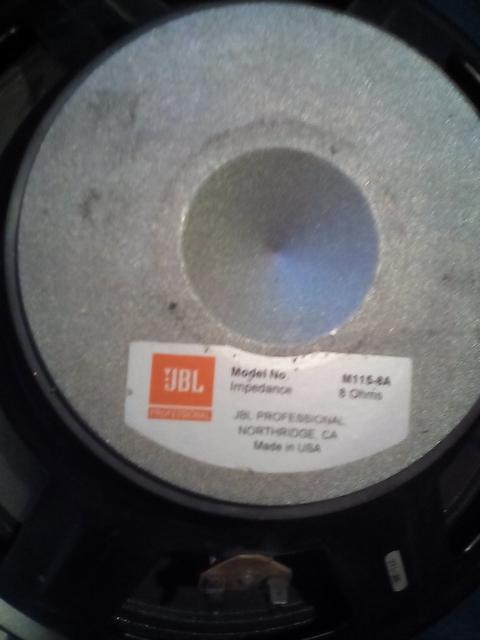 JBL
PROFESSIONAL
Model No. M115-8A
Impedance 8 Ohms
JBL PROFESSIONAL
NORTHRIDGE, CA
Made in USA